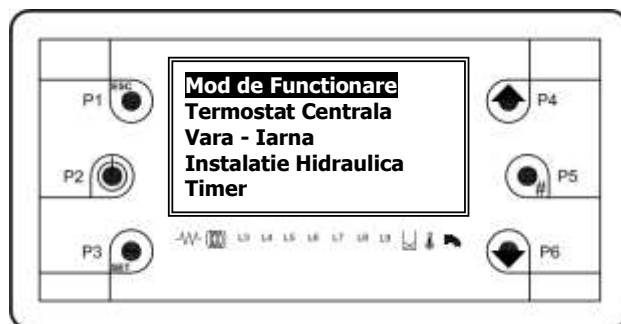 ESC
P1
P2
P3
SET
Mod de Functionare
Termostat Centrala
Vara - Iarna
Instalatie Hidraulica
Timer
L3 L4 L5 L6 L7 L8 L9
P4
P5
#
P6